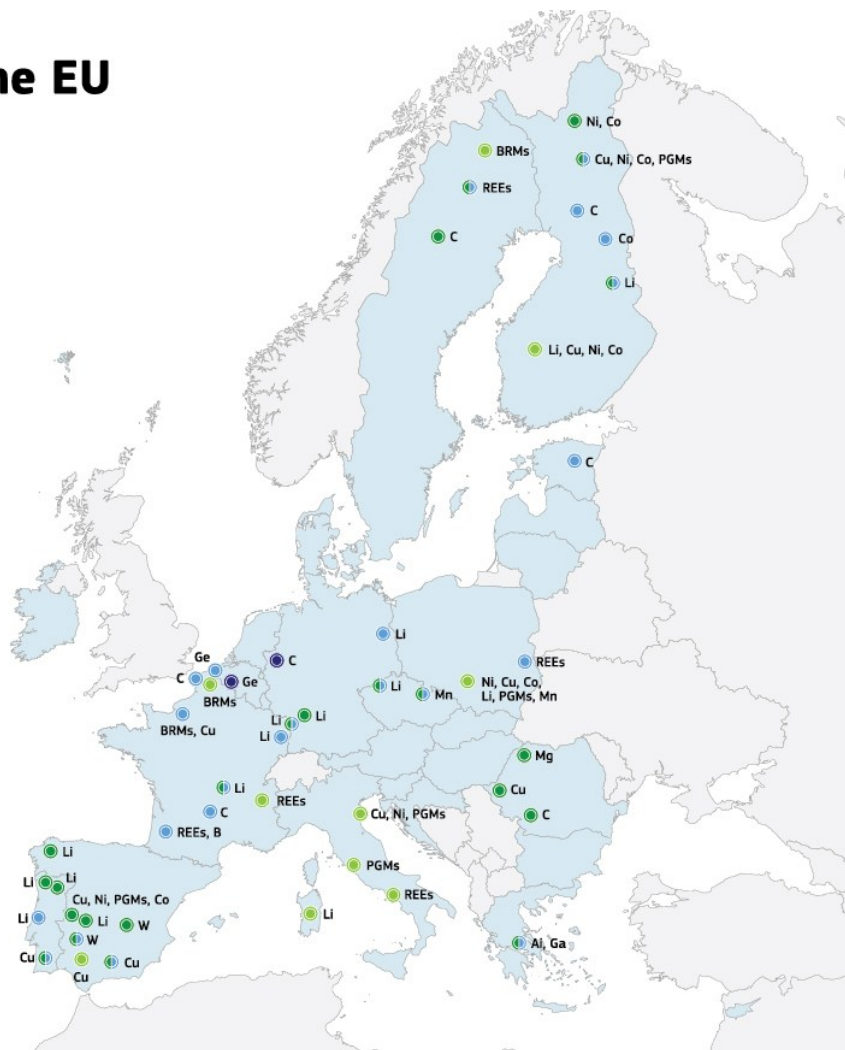 ne EU
Ni, Co
BRMs
Cu, Ni, Co, PGMs
REEs
C
C
Co
Li
Li, Cu, Ni, Co
C
Li
Ge
C
REEs
C
Ge
Li
Ni, Cu, Co,
Li, PGMs, Mn
Mn
BRMs
Li
Li
BRMs, Cu
Li
Mg
Li
Cu
REEs
C
Cu, Ni, PGMs
C
REEs, B
Li
PGMs
Li
Li
REEs
Cu, Ni, PGMs, Co
Li
Li
Li
W
W
Ai, Ga
Cu
Cu
Cu